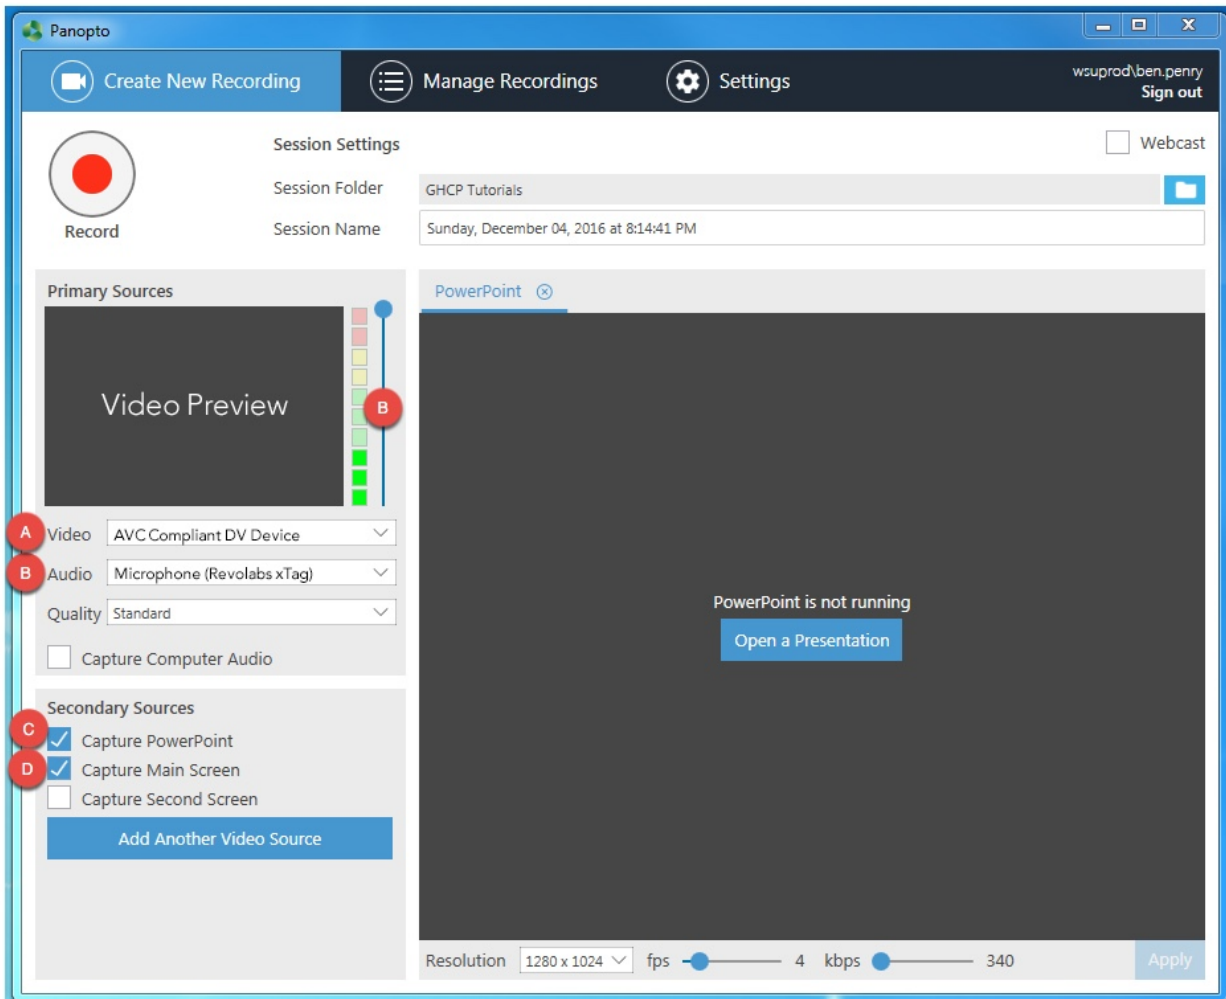 Panopto
Create New Recording
Manage Recordings
Settings
wsuprod\ben.penry
Sign out
Record
Session Settings
Webcast
Session Folder
GHCP Tutorials
Session Name
Sunday, December 04, 2016 at 8:14:41 PM
Primary Sources
Video Preview
B
A
Video
AVC Compliant DV Device
B
Audio
Microphone (Revolabs xTag)
Quality
Standard
Capture Computer Audio
Secondary Sources
C
Capture PowerPoint
D
Capture Main Screen
Capture Second Screen
Add Another Video Source
PowerPoint
PowerPoint is not running
Open a Presentation
Resolution
1280 x 1024
fps
4
kbps
340
Apply